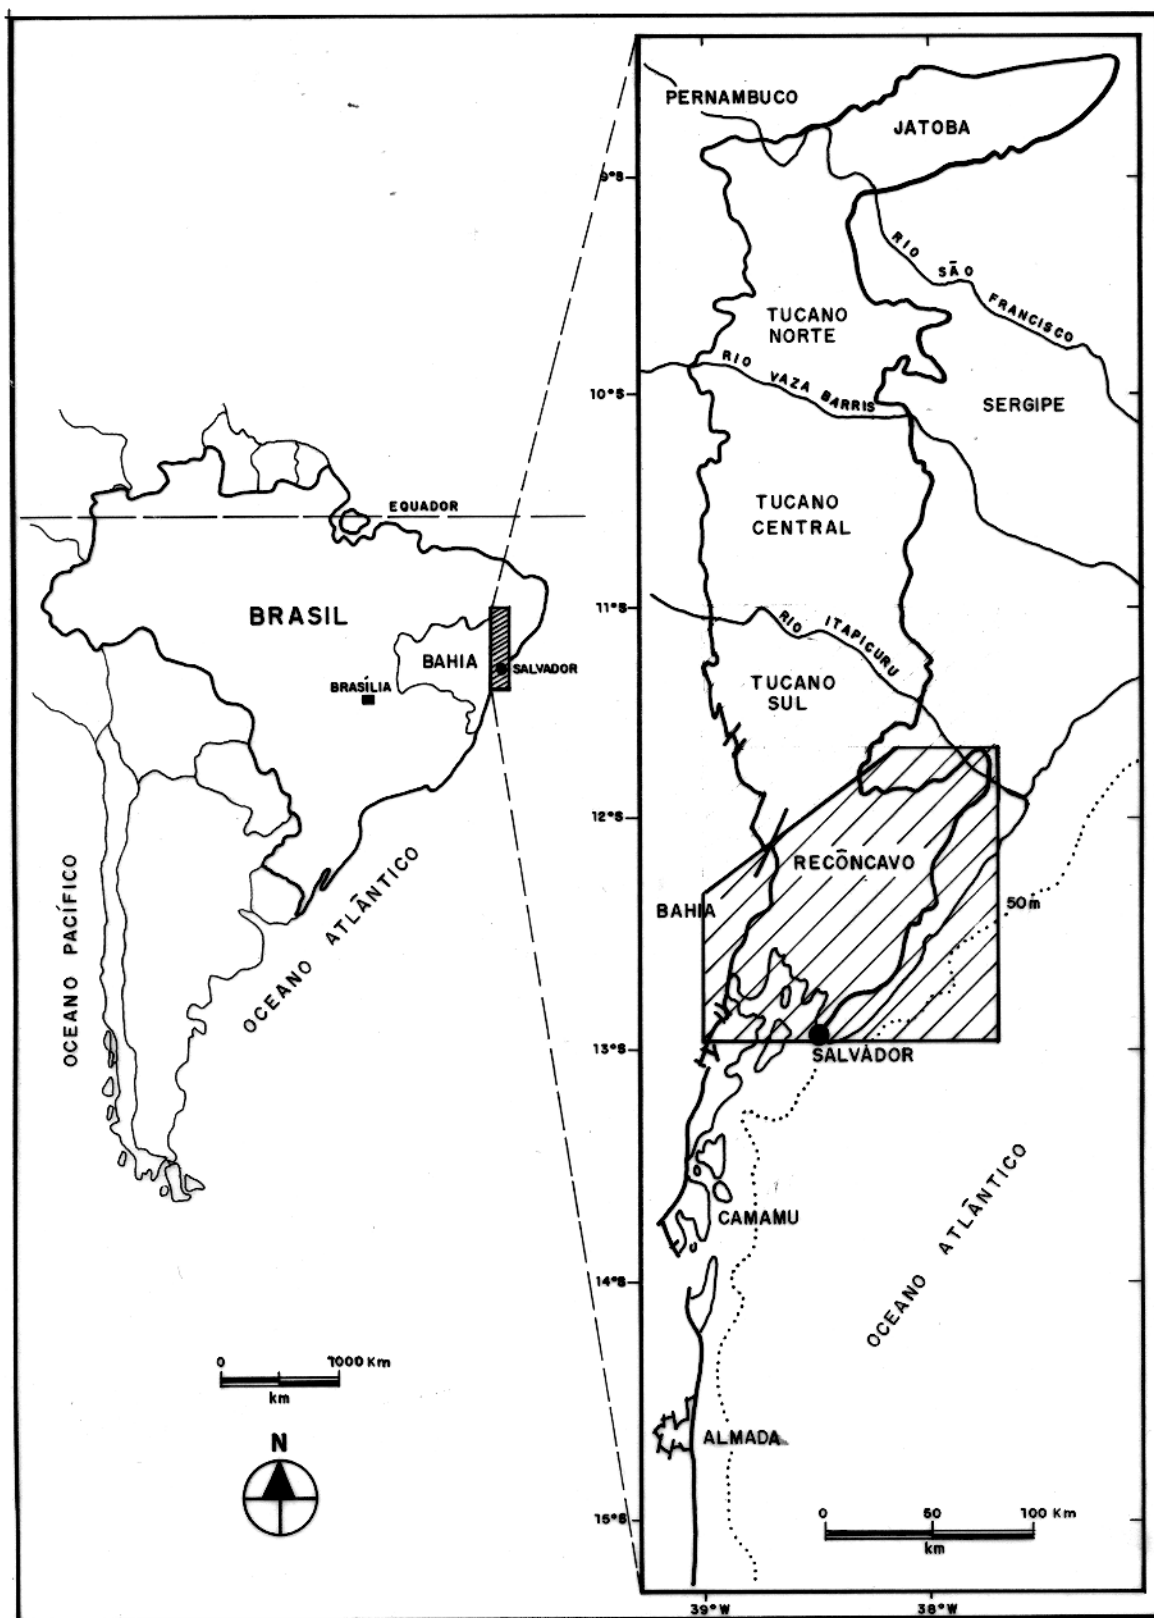 EQUADOR
BRASIL
BAHIA
SALVADOR
BRASÍLIA
OCEANO PACÍFICO
OCEANO ATLÂNTICO
0 1000 Km
km
N
PERNAMBUCO
JATOBA
9°S
RIO SÃO FRANCISCO
TUCANO
NORTE
RIO VAZA BARRIS
10°S
SERGIPE
TUCANO
CENTRAL
11°S
RIO ITAPICURU
TUCANO
SUL
12°S
RECÔNCAVO
BAHIA
50m
13°S
SALVADOR
CAMAMU
OCEANO ATLÂNTICO
14°S
ALMADA
0 50 100 Km
km
15°S
39°W 38°W